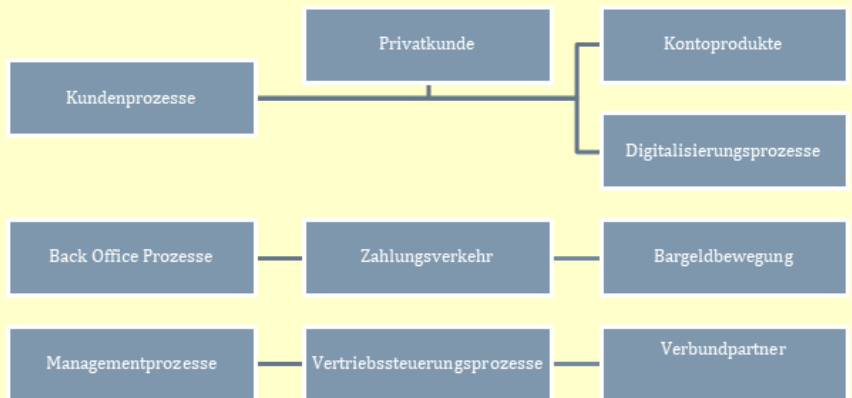 Privatkunde
Kontoprodukte
Kundenprozesse
Digitalisierungsprozesse
Back Office Prozesse
Zahlungsverkehr
Bargeldbewegung
Managementprozesse
Vertriebssteuerungsprozesse
Verbundpartner